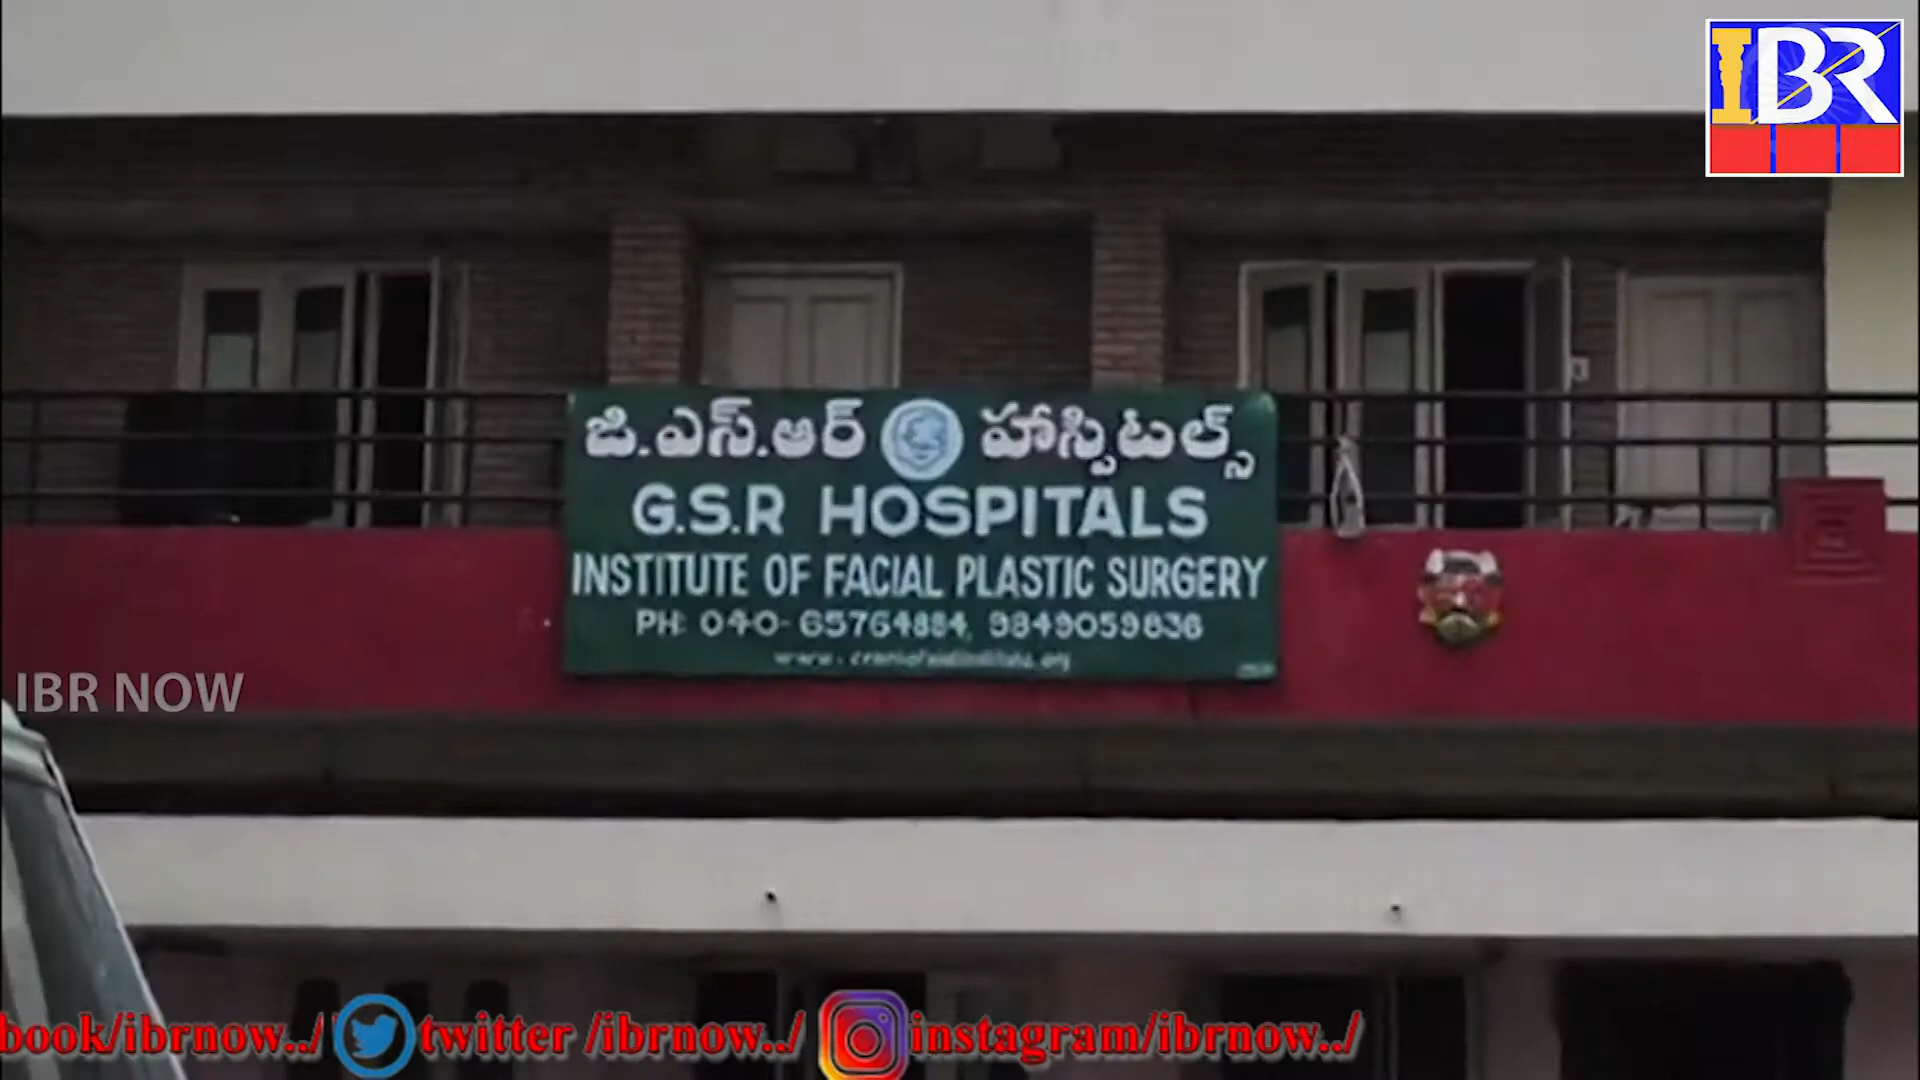 IBR
జి.ఎస్.ఆర్ హాస్పిటల్స్
G.S.R HOSPITALS
INSTITUTE OF FACIAL PLASTIC SURGERY
PH: 040-65764884, 9849059836
IBR NOW
book/ibrnow../ twitter /ibrnow../ instagram/ibrnow../